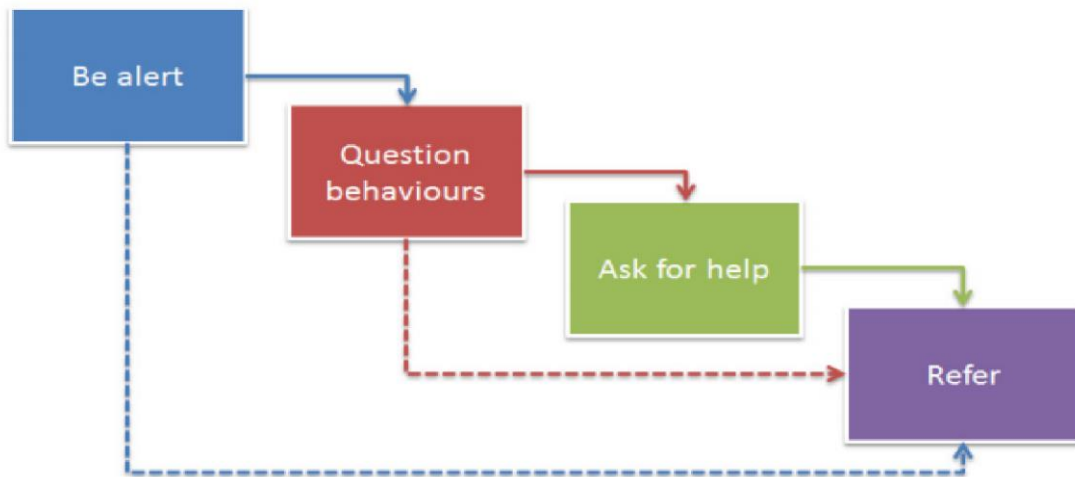 Be alert
Question
behaviours
Ask for help
Refer